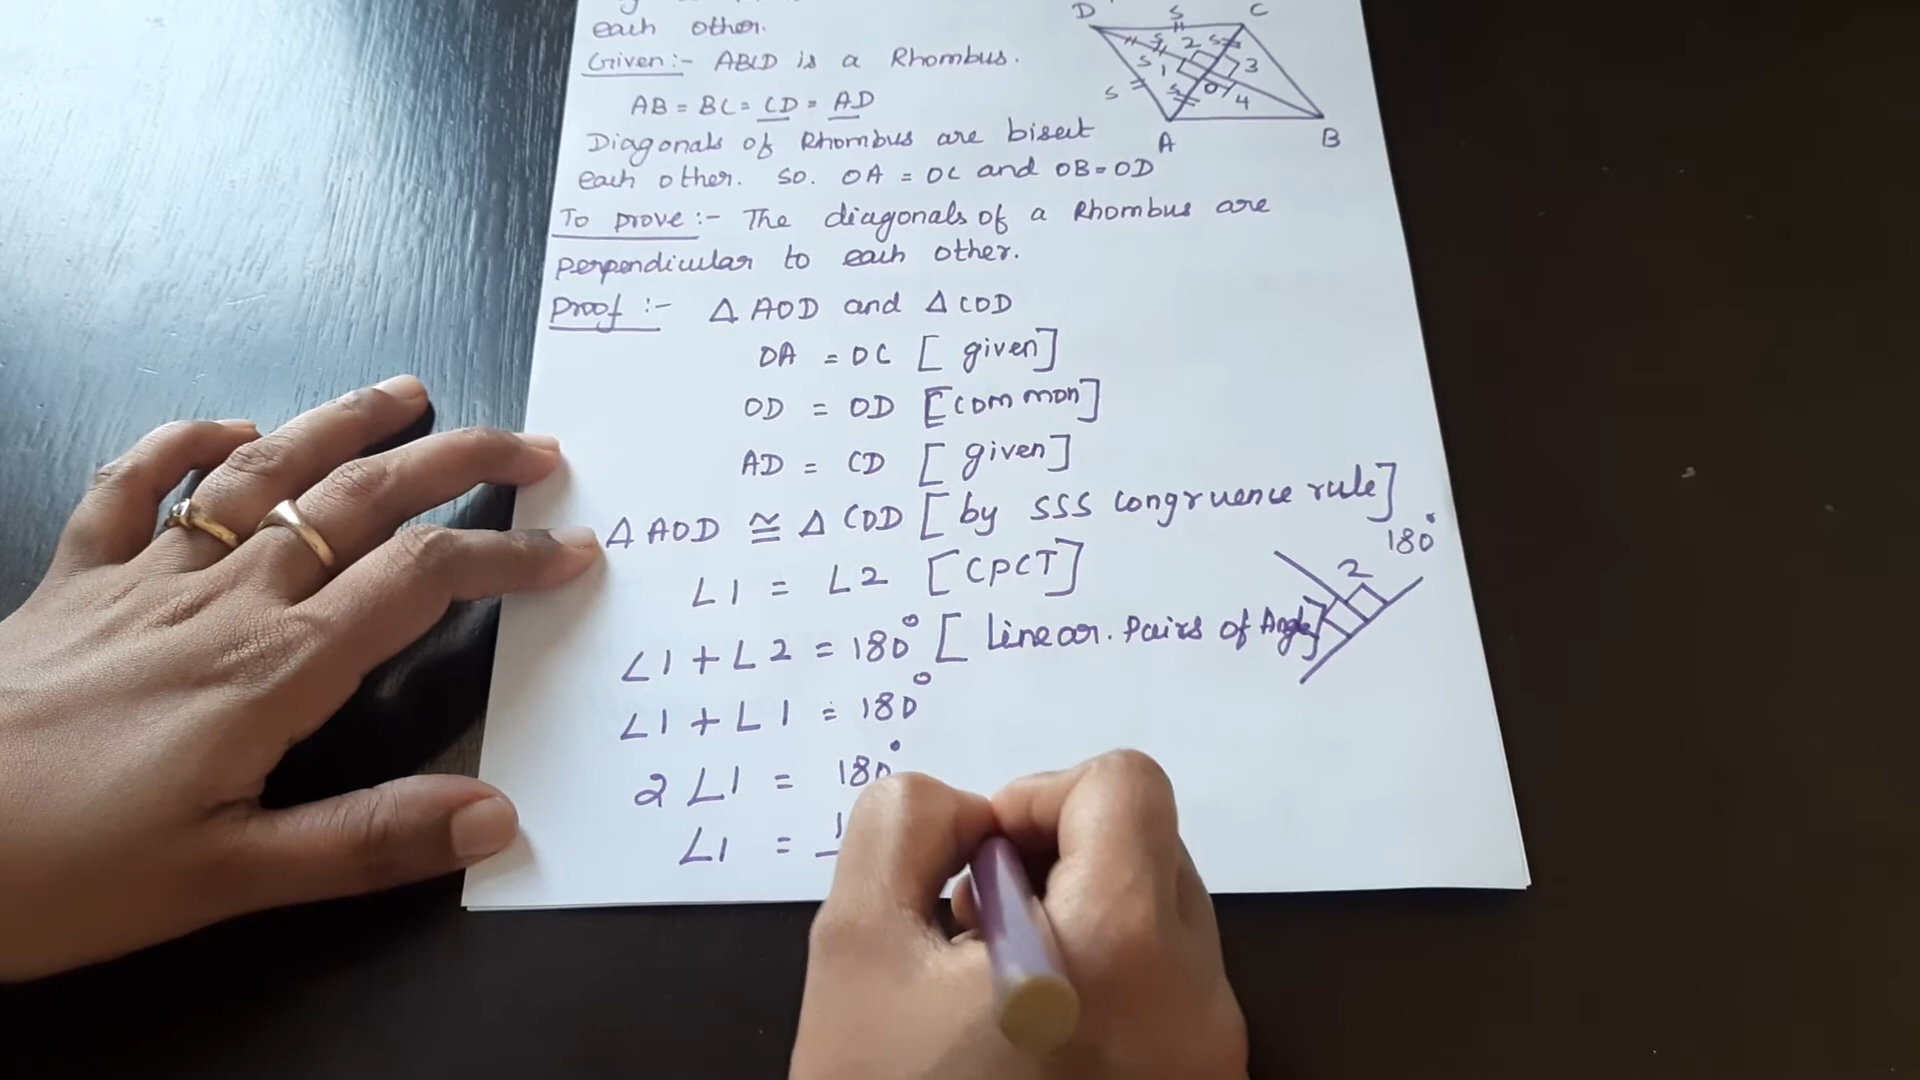 each other.
Given :- ABCD is a Rhombus.
AB = BC = CD = AD
Diagonals of Rhombus are bisect
each other. so. OA = OC and OB = OD
To prove :- The diagonals of a Rhombus are
perpendicular to each other.
Proof :- Δ AOD and Δ COD
OA = OC [ given ]
OD = OD [ common ]
AD = CD [ given ]
Δ AOD ≅ Δ COD [ by SSS congruence rule ]
∠1 = ∠2 [ CPCT ]
∠1 + ∠2 = 180° [ Linear. Pairs of Angle ]
∠1 + ∠1 = 180°
2 ∠1 = 180°
∠1 = 1
D S C
S 2 S
S 1 3
S S O 4
A B
180°
2